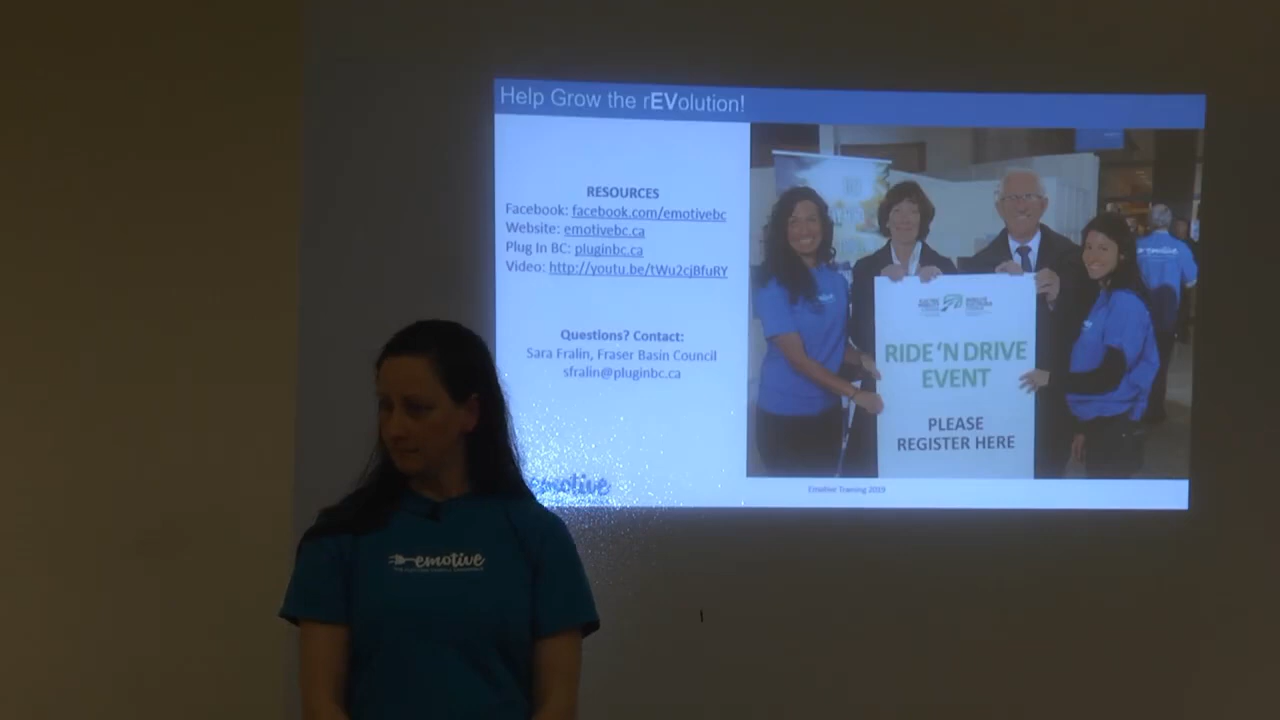 Help Grow the rEVolution!
RESOURCES
Facebook: facebook.com/emotivebc
Website: emotivebc.ca
Plug In BC: pluginbc.ca
Video: http://youtu.be/tWu2cjBfuRY
Questions? Contact:
Sara Fralin, Fraser Basin Council
sfralin@pluginbc.ca
emotive
Emotive Training 2019
RIDE 'N DRIVE
EVENT
PLEASE
REGISTER HERE
emotive